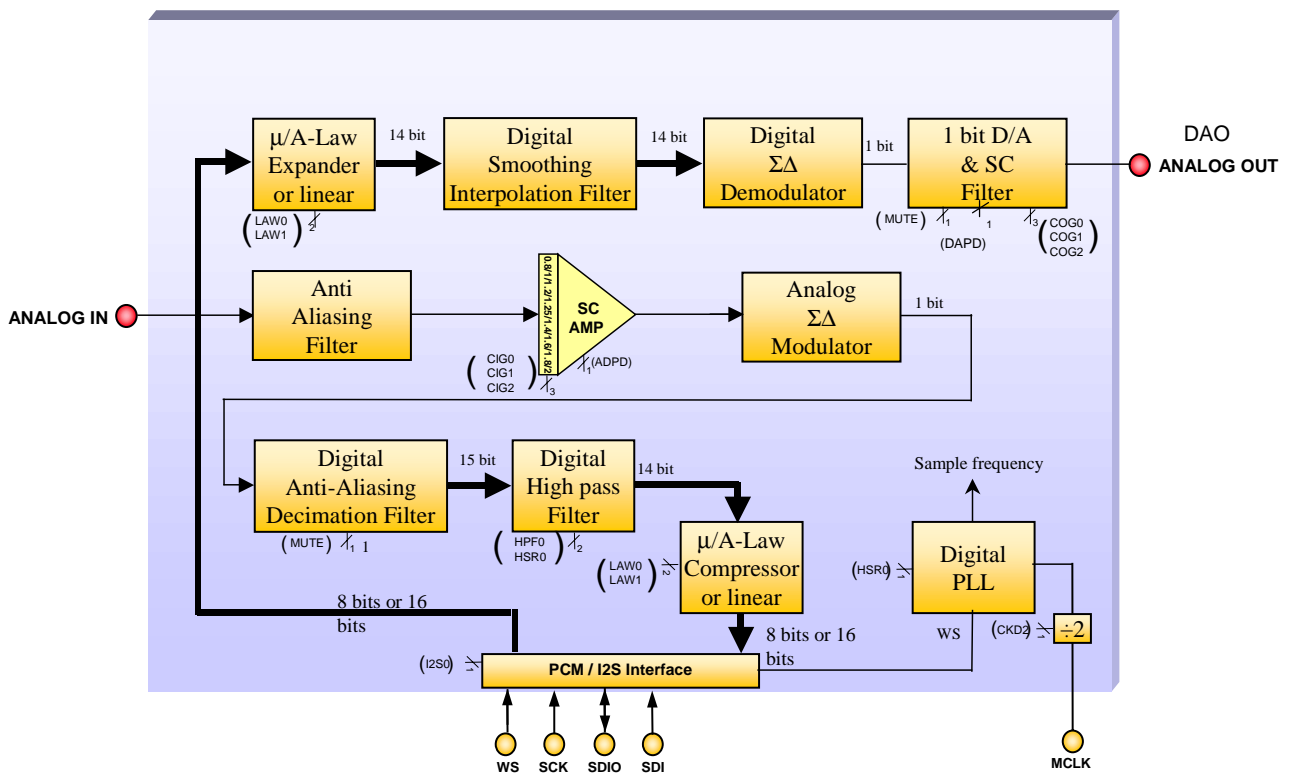 μ/A-Law
Expander
or linear
14 bit
Digital
Smoothing
Interpolation Filter
14 bit
Digital
ΣΔ
Demodulator
1 bit
1 bit D/A
& SC
Filter
DAO
ANALOG OUT
(LAW0
LAW1)
2
(MUTE)
1
1
(DAPD)
3
(COG0
COG1
COG2)
ANALOG IN
Anti
Aliasing
Filter
0.8/1/1.2/1.25/1.4/1.6/1.8/2
SC
AMP
(CIG0
CIG1
CIG2)
3
1
(ADPD)
Analog
ΣΔ
Modulator
1 bit
Digital
Anti-Aliasing
Decimation Filter
15 bit
Digital
High pass
Filter
14 bit
Sample frequency
(MUTE)
1
1
(HPF0
HSR0)
2
(LAW0
LAW1)
2
μ/A-Law
Compressor
or linear
(HSR0)
1
Digital
PLL
8 bits or 16
bits
8 bits or 16
bits
WS
(CKD2)
1
÷2
(I2S0)
1
PCM / I2S Interface
WS
SCK
SDIO
SDI
MCLK